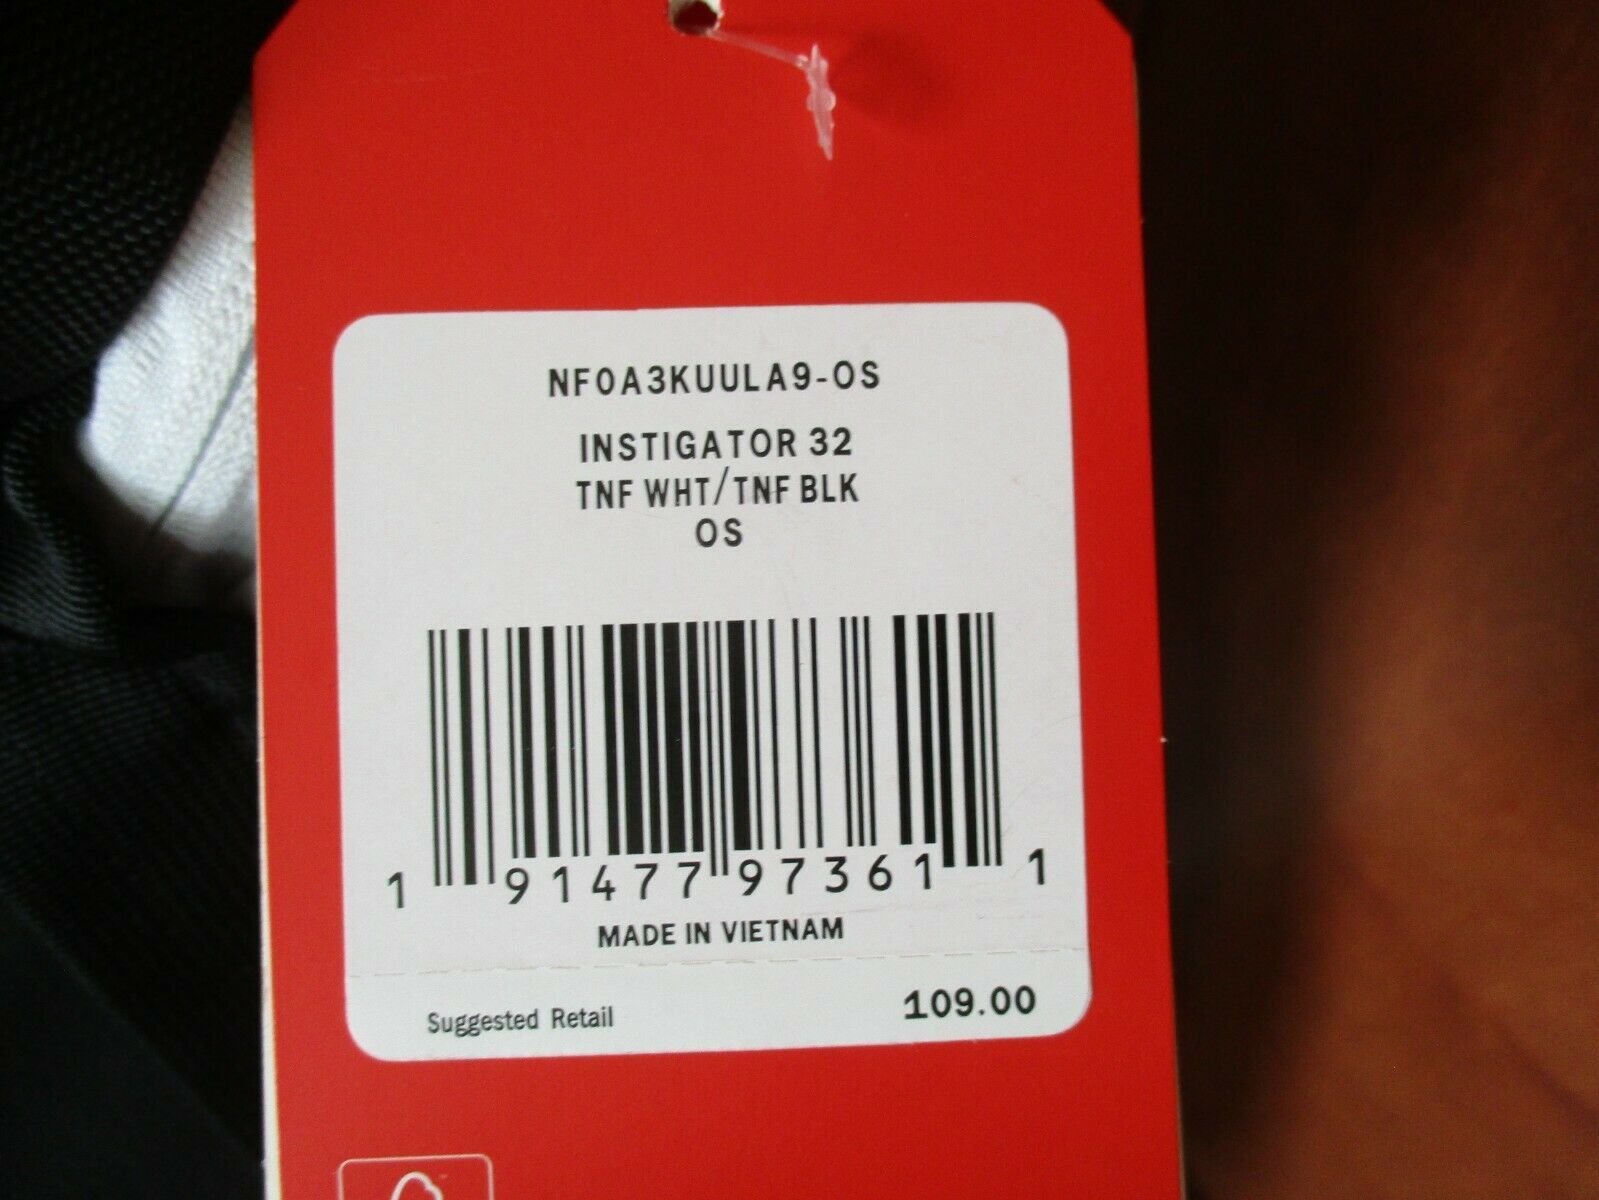 NF0A3KUULA9-OS
INSTIGATOR 32
TNF WHT/TNF BLK
OS
1 91477 97361 1
MADE IN VIETNAM
Suggested Retail 109.00